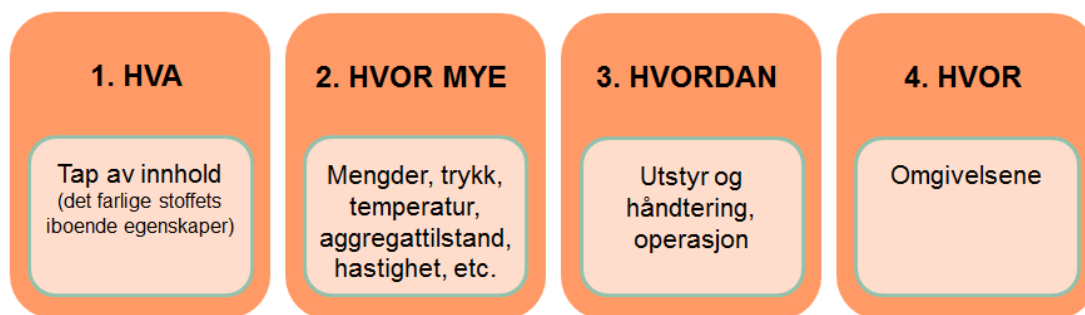 1. HVA
Tap av innhold
(det farlige stoffets
iboende egenskaper)
2. HVOR MYE
Mengder, trykk,
temperatur,
aggregattilstand,
hastighet, etc.
3. HVORDAN
Utstyr og
håndtering,
operasjon
4. HVOR
Omgivelsene